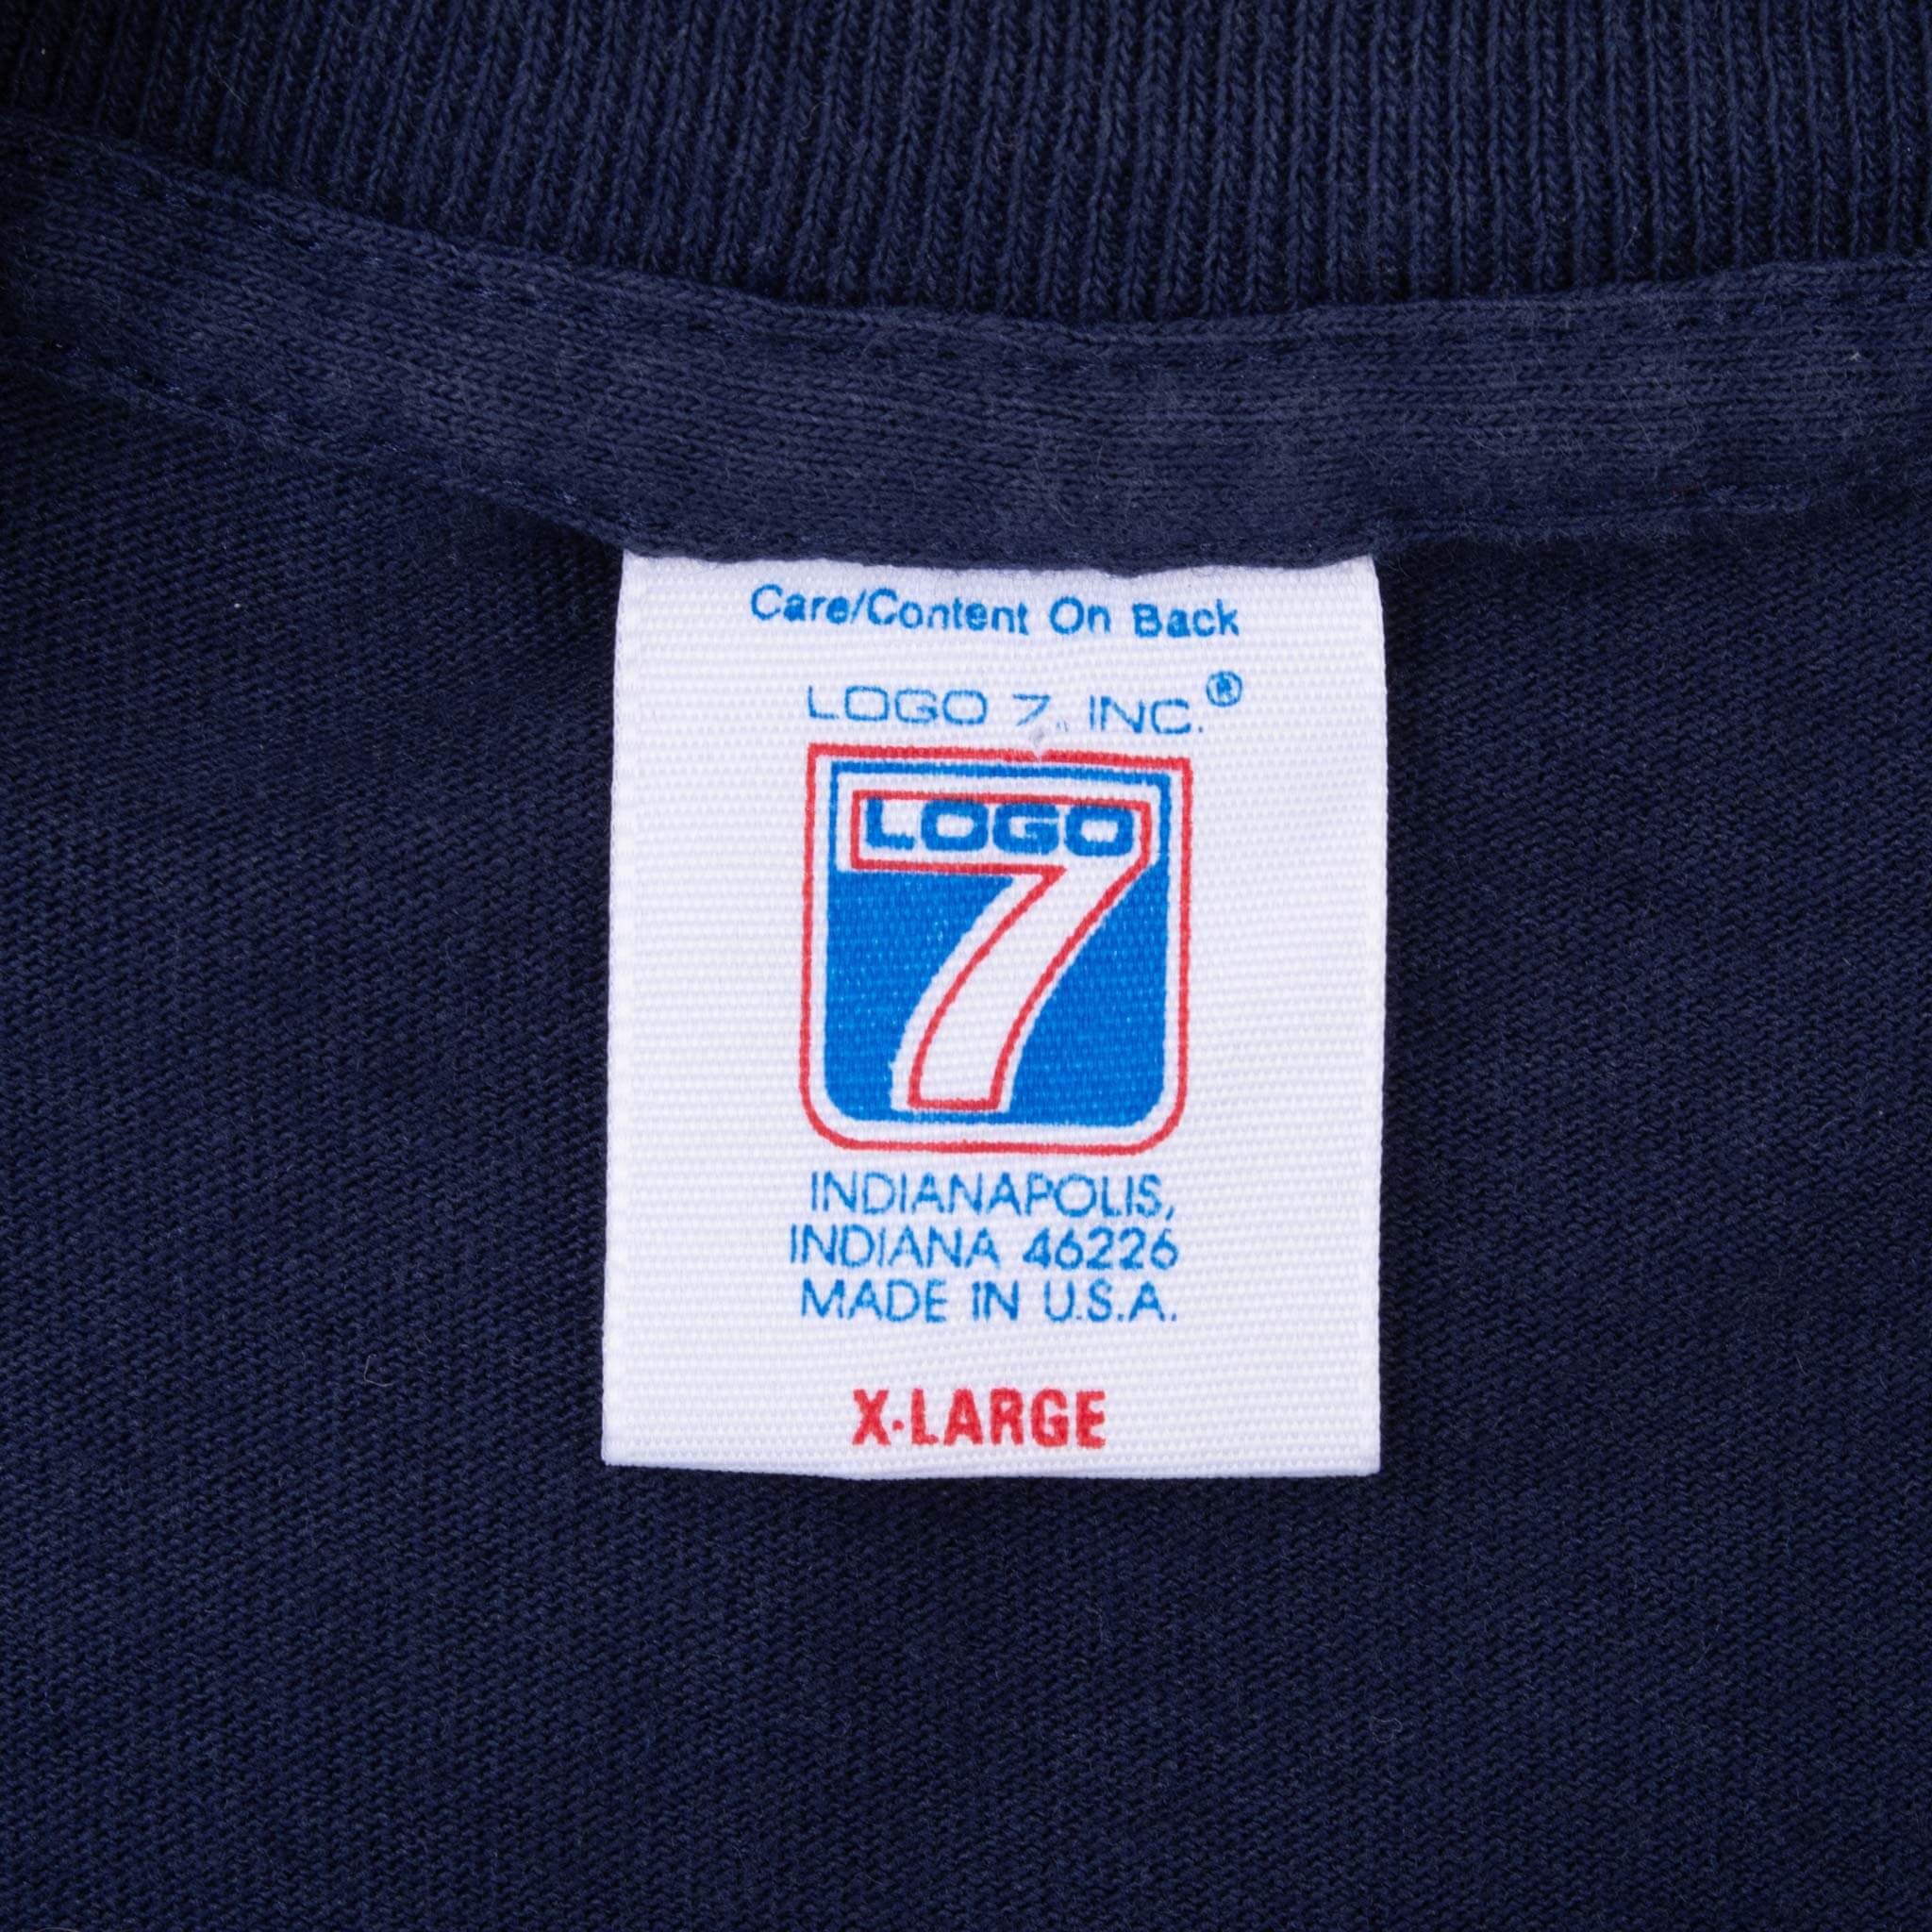 Care/Content On Back
LOGO 7, INC.®
LOGO
7
INDIANAPOLIS,
INDIANA 46226
MADE IN U.S.A.
X-LARGE